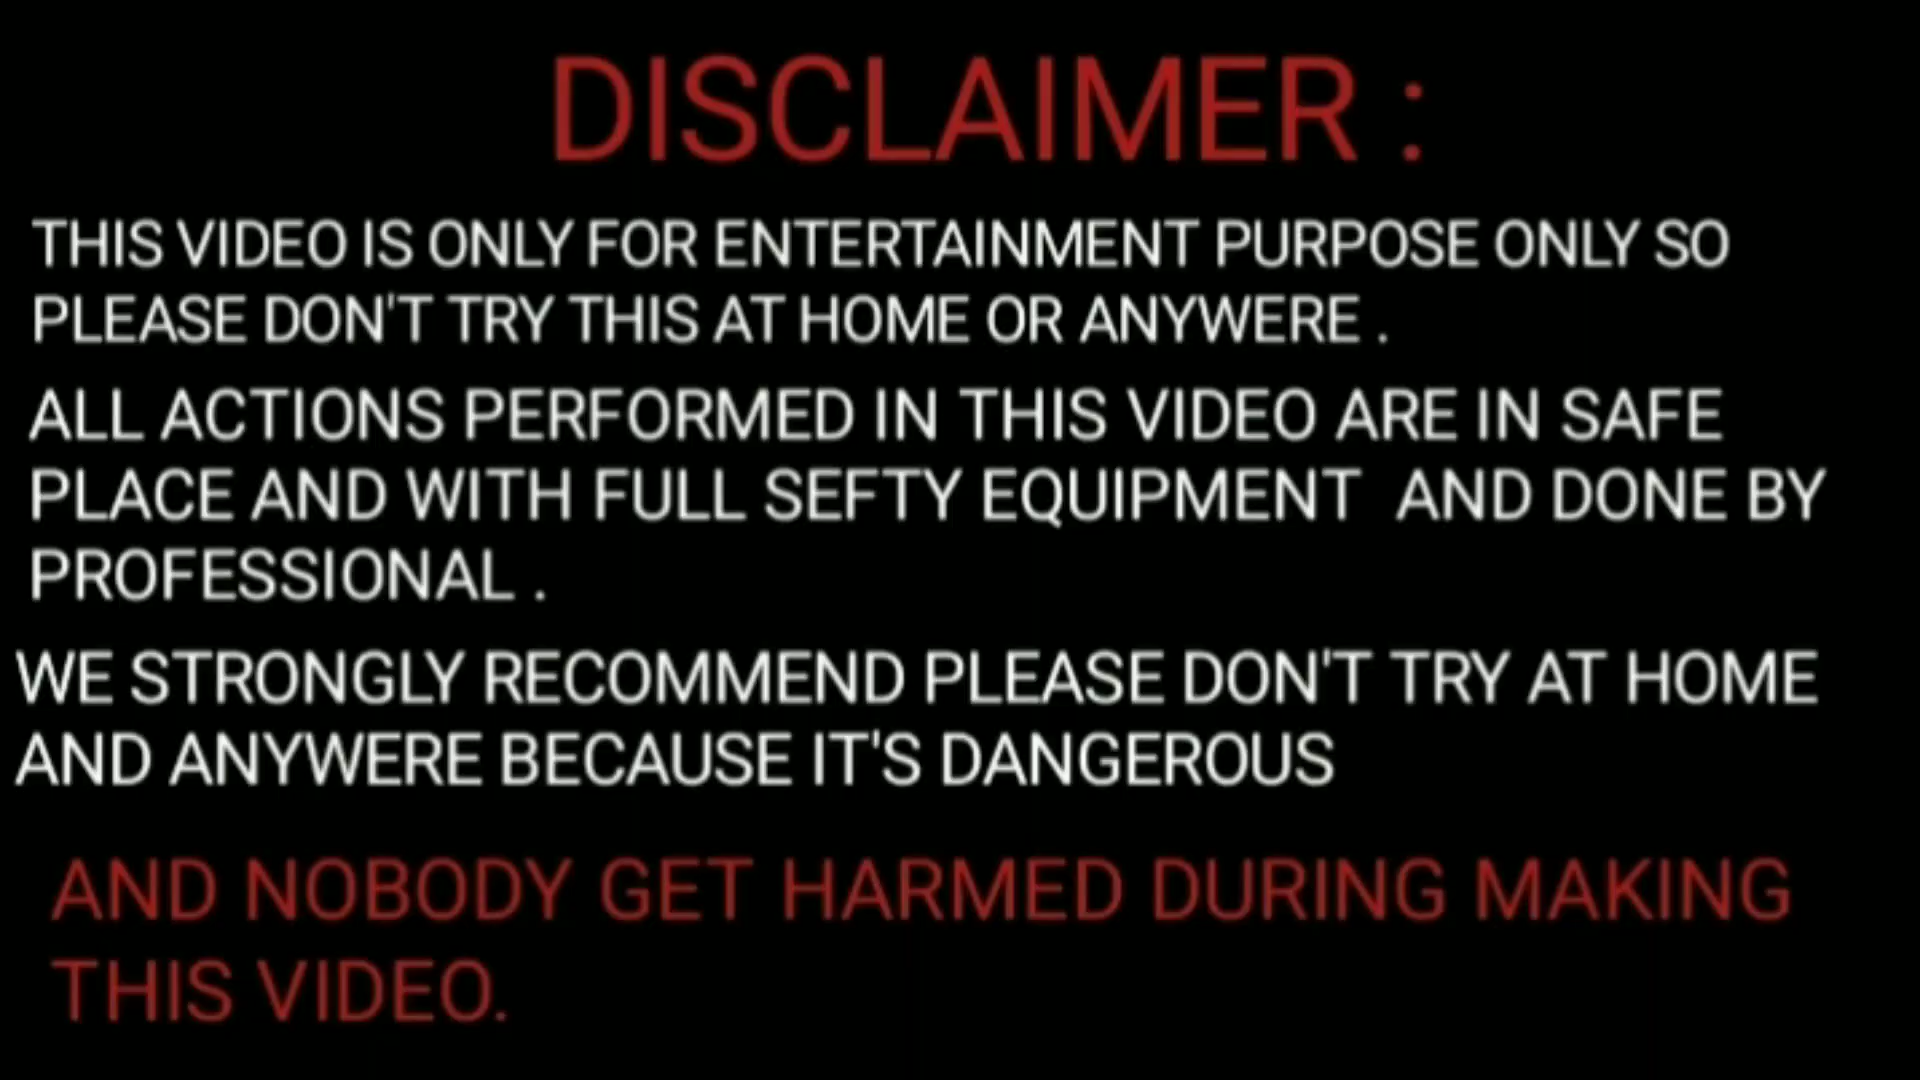 DISCLAIMER :
THIS VIDEO IS ONLY FOR ENTERTAINMENT PURPOSE ONLY SO
PLEASE DON'T TRY THIS AT HOME OR ANYWERE .
ALL ACTIONS PERFORMED IN THIS VIDEO ARE IN SAFE
PLACE AND WITH FULL SEFTY EQUIPMENT  AND DONE BY
PROFESSIONAL .
WE STRONGLY RECOMMEND PLEASE DON'T TRY AT HOME
AND ANYWERE BECAUSE IT'S DANGEROUS
AND NOBODY GET HARMED DURING MAKING
THIS VIDEO.